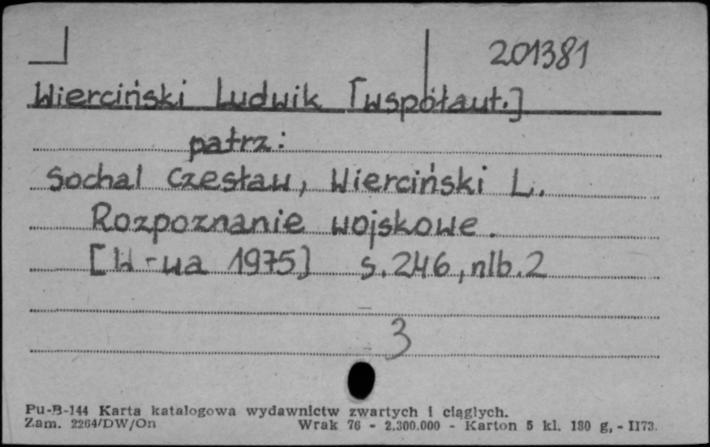 201381
Wierciński Ludwik [współaut.]
patrz:
Sochal Czesław, Wierciński L.
Rozpoznanie wojskowe.
[W-wa 1975] s. 246, nlb. 2
3
Pu-B-144 Karta katalogowa wydawnictw zwartych i ciągłych.
Zam. 2264/DW/On Wrak 76 - 2.300.000 - Karton 5 kl. 180 g, - II73.